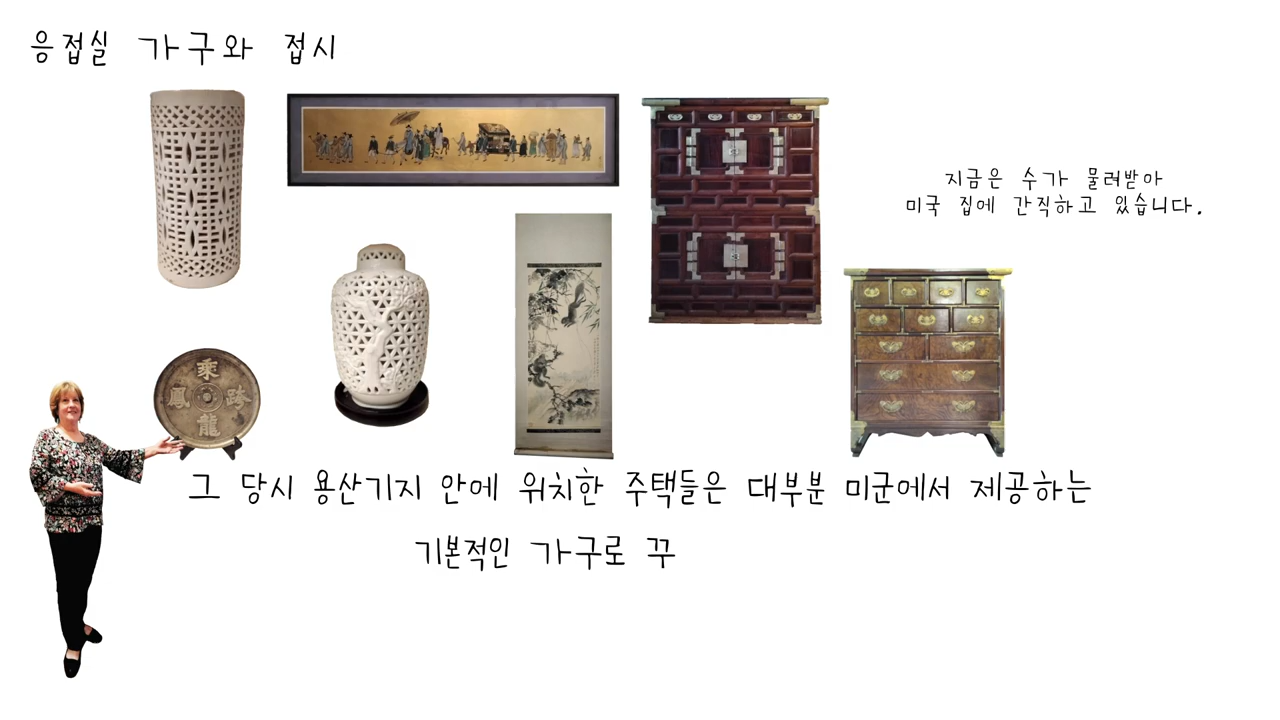 응접실 가구와 접시
지금은 수가 물려받아
미국 집에 간직하고 있습니다.
乘
鳳 跨
龍
그 당시 용산기지 안에 위치한 주택들은 대부분 미군에서 제공하는
기본적인 가구로 꾸